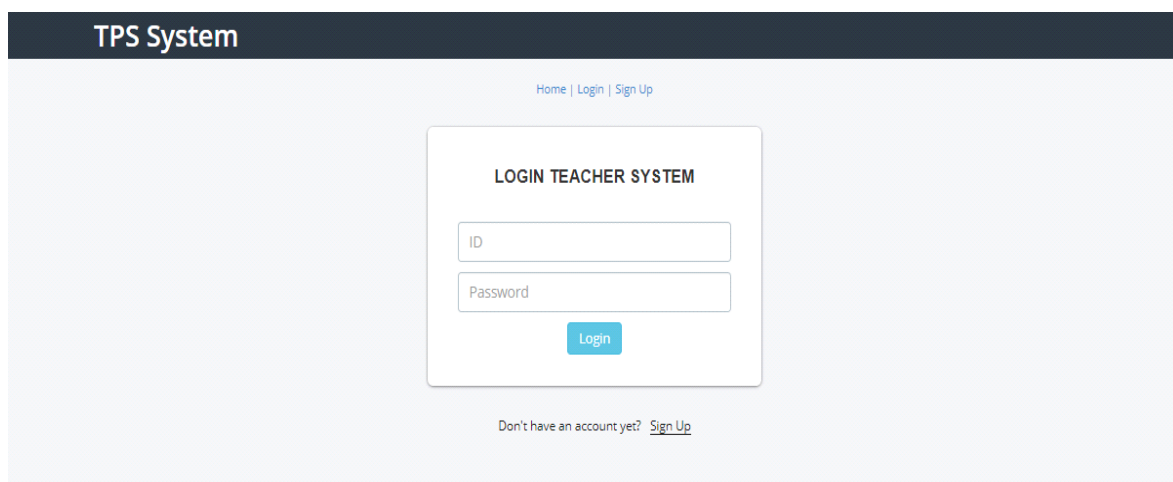 TPS System
Home | Login | Sign Up
LOGIN TEACHER SYSTEM
ID
Password
Login
Don't have an account yet? Sign Up